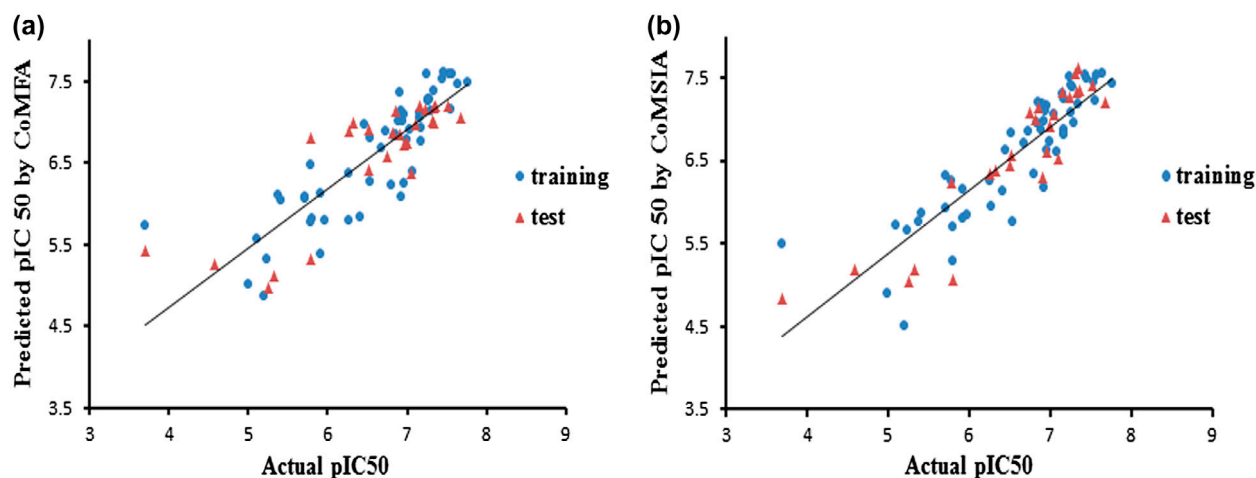 (a)
Predicted pIC 50 by CoMFA
7.5
6.5
5.5
4.5
3.5
3 4 5 6 7 8 9
Actual pIC50
training
test
(b)
Predicted pIC 50 by CoMSIA
7.5
6.5
5.5
4.5
3.5
3 4 5 6 7 8 9
Actual pIC50
training
test